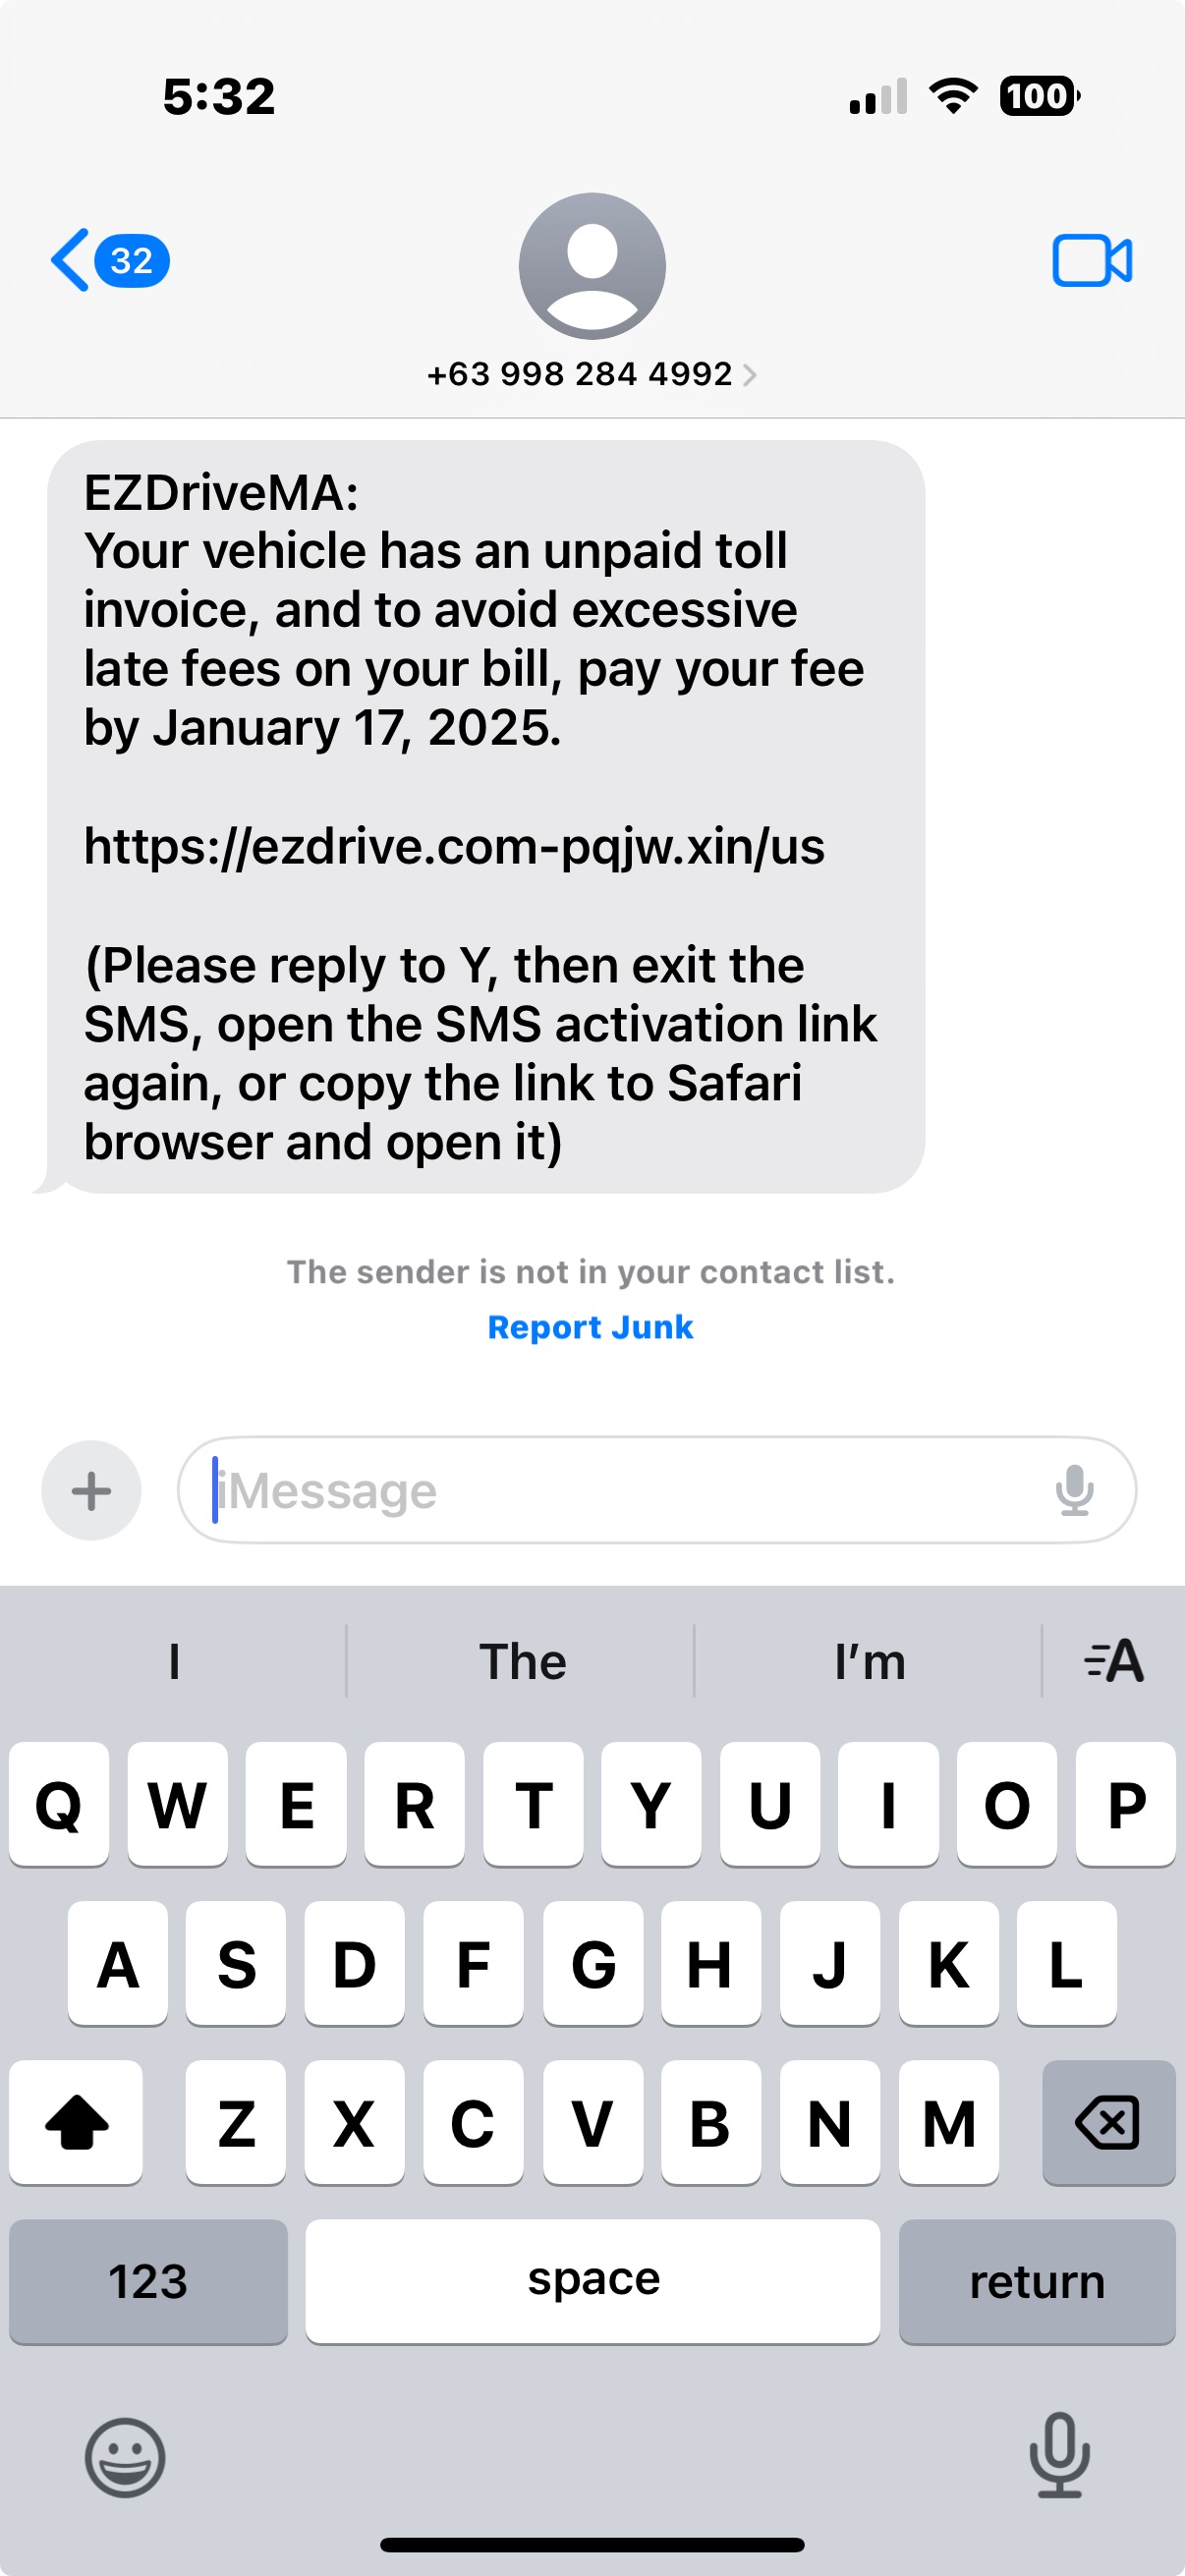 5:32
100
32
+63 998 284 4992
EZDriveMA:
Your vehicle has an unpaid toll
invoice, and to avoid excessive
late fees on your bill, pay your fee
by January 17, 2025.
https://ezdrive.com-pqjw.xin/us
(Please reply to Y, then exit the
SMS, open the SMS activation link
again, or copy the link to Safari
browser and open it)
The sender is not in your contact list.
Report Junk
iMessage
I The I’m A
Q W E R T Y U I O P
A S D F G H J K L
Z X C V B N M
123 space return